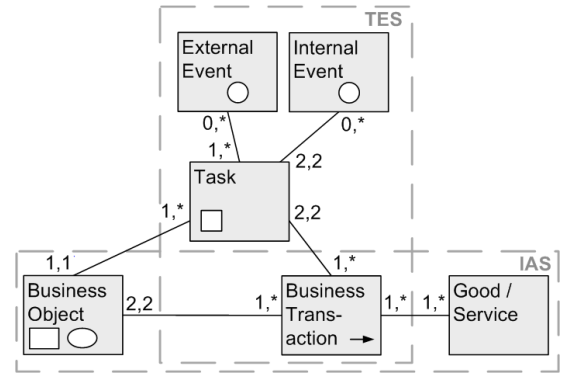 TES
External
Event
Internal
Event
0,*
0,*
1,*
2,2
Task
1,*
2,2
1,1
1,*
IAS
Business
Object
2,2
1,*
Business
Trans-
action
1,*
1,*
Good /
Service